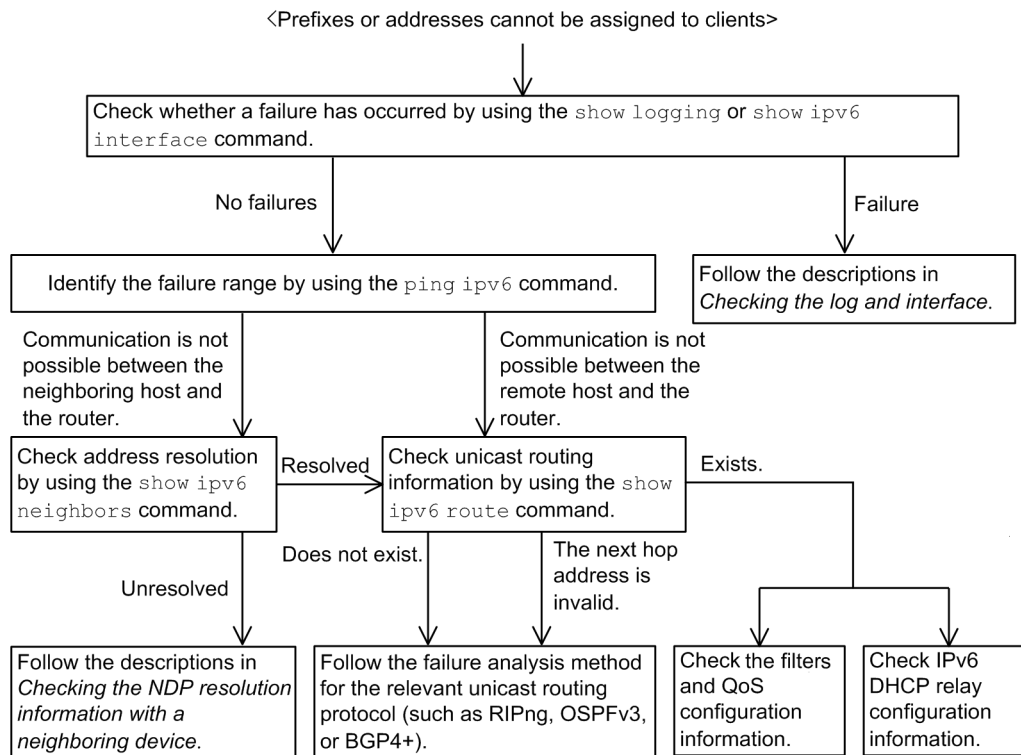 <Prefixes or addresses cannot be assigned to clients>
Check whether a failure has occurred by using the show logging or show ipv6
interface command.
No failures
Failure
Identify the failure range by using the ping ipv6 command.
Follow the descriptions in
Checking the log and interface.
Communication is not
possible between the
neighboring host and
the router.
Communication is not
possible between the
remote host and the
router.
Check address resolution
by using the show ipv6
neighbors command.
Resolved
Check unicast routing
information by using the show
ipv6 route command.
Exists.
Unresolved
Does not exist.
The next hop
address is
invalid.
Follow the descriptions in
Checking the NDP resolution
information with a
neighboring device.
Follow the failure analysis method
for the relevant unicast routing
protocol (such as RIPng, OSPFv3,
or BGP4+).
Check the filters
and QoS
configuration
information.
Check IPv6
DHCP relay
configuration
information.